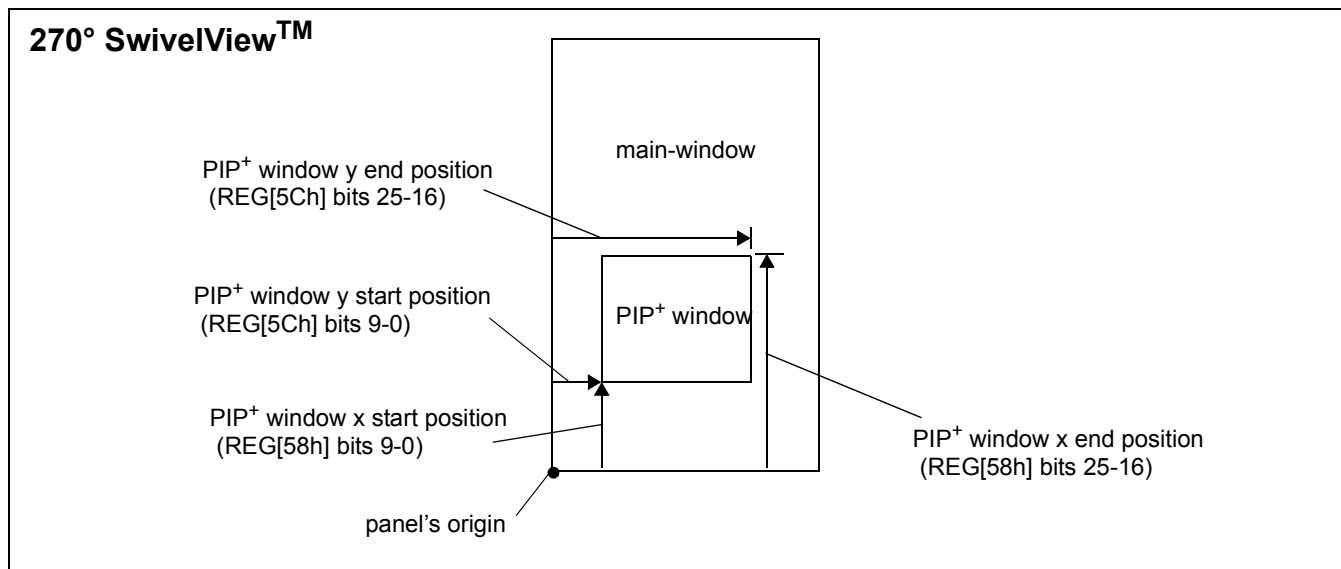 270° SwivelView™
main-window
PIP+ window y end position
(REG[5Ch] bits 25-16)
PIP+ window y start position
(REG[5Ch] bits 9-0)
PIP+ window
PIP+ window x start position
(REG[58h] bits 9-0)
PIP+ window x end position
(REG[58h] bits 25-16)
panel’s origin